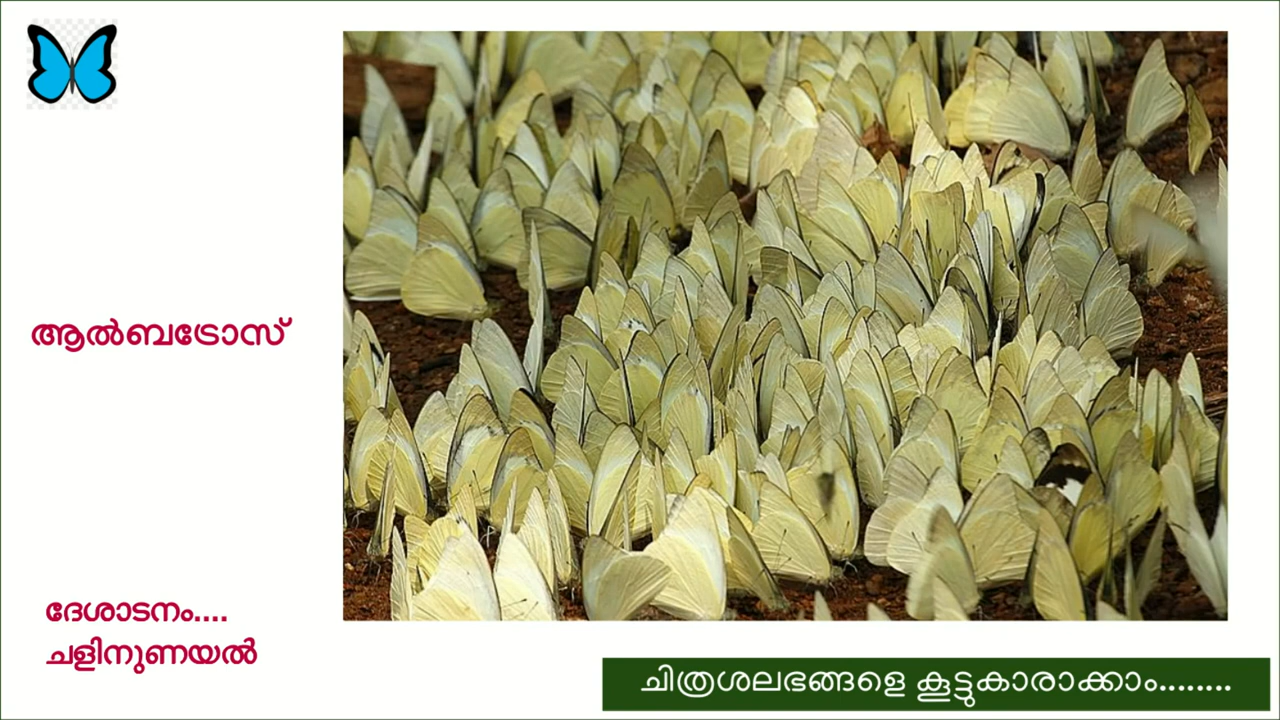 ആൽബട്രോസ്
ദേശാടനം....
ചളിനുണയൽ
ചിത്രശലഭങ്ങളെ കൂട്ടുകാരാക്കാം........